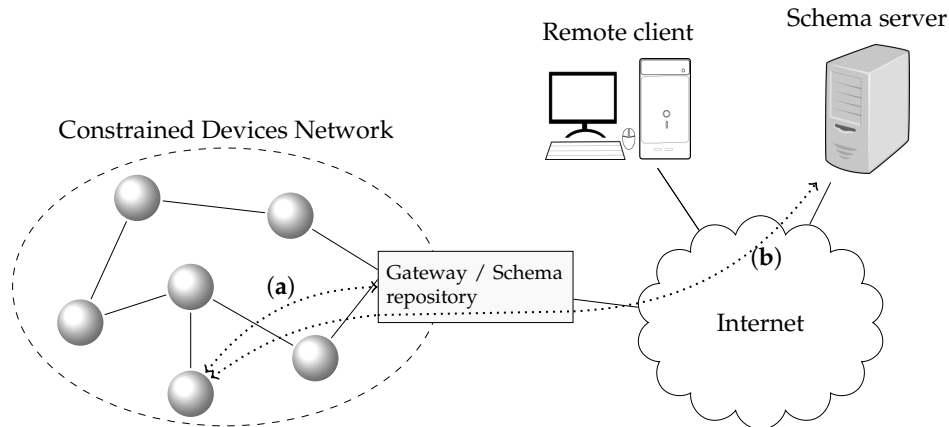 Schema server
Remote client
Constrained Devices Network
(a)
Gateway / Schema
repository
(b)
Internet